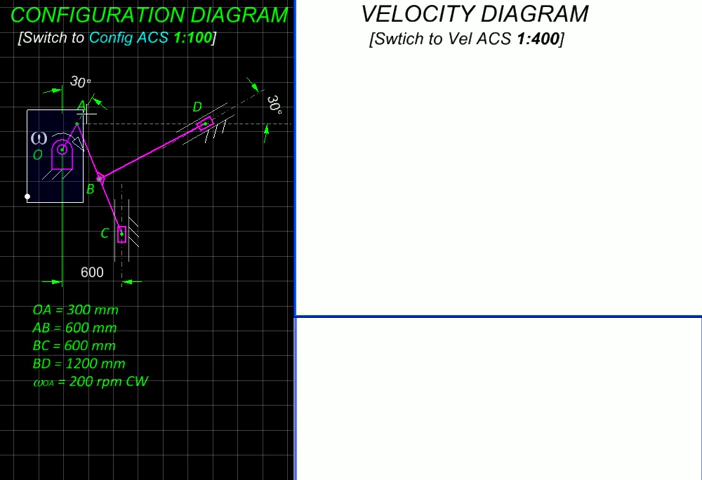 CONFIGURATION DIAGRAM
[Switch to Config ACS 1:100]
VELOCITY DIAGRAM
[Swtich to Vel ACS 1:400]
30°
A
D
30°
ω
O
B
C
600
OA = 300 mm
AB = 600 mm
BC = 600 mm
BD = 1200 mm
ωOA = 200 rpm CW